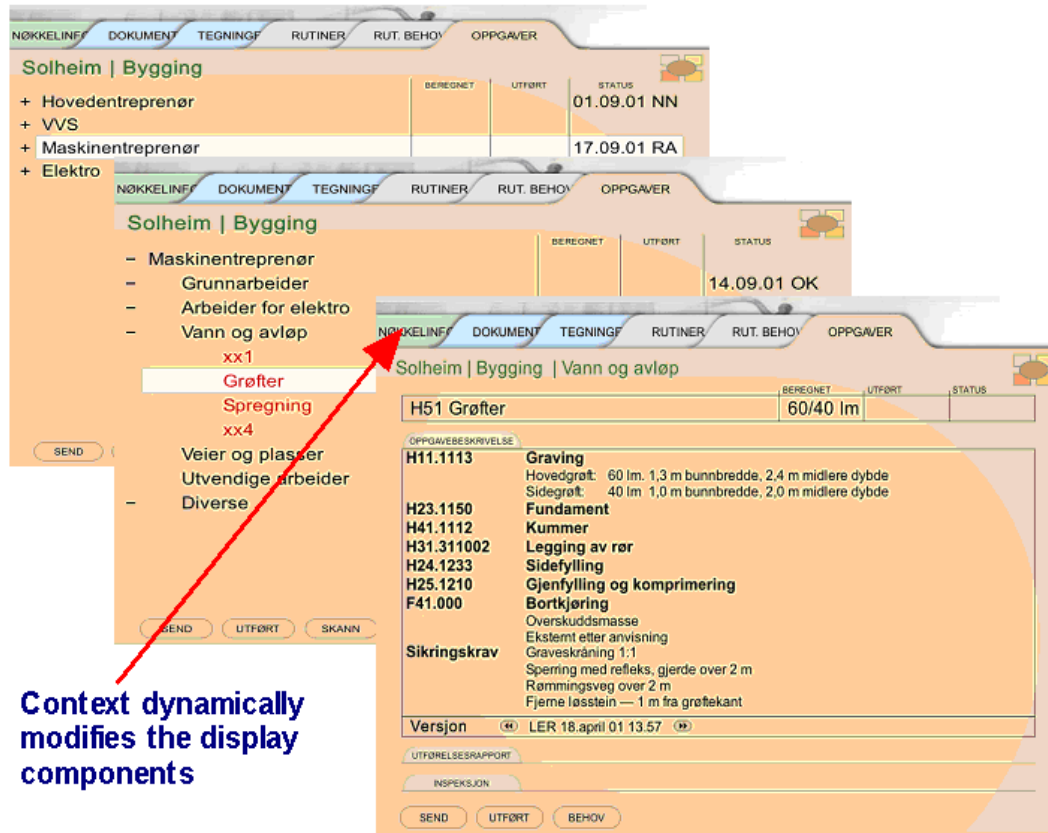 NØKKELINF DOKUMENT TEGNINGE RUTINER RUT. BEHOV OPPGAVER
Solheim | Bygging
BEREGNET UTFØRT STATUS
+ Hovedentreprenør 01.09.01 NN
+ VVS
+ Maskinentreprenør 17.09.01 RA
+ Elektro
SEND
NØKKELINF DOKUMENT TEGNINGE RUTINER RUT. BEHOV OPPGAVER
Solheim | Bygging
BEREGNET UTFØRT STATUS
– Maskinentreprenør
– Grunnarbeider 14.09.01 OK
– Arbeider for elektro
– Vann og avløp
xx1
Grøfter
Spregning
xx4
Veier og plasser
Utvendige arbeider
– Diverse
SEND UTFØRT SKANN
NØKKELINF DOKUMENT TEGNINGE RUTINER RUT. BEHOV OPPGAVER
Solheim | Bygging | Vann og avløp
BEREGNET UTFØRT STATUS
H51 Grøfter 60/40 lm
OPPGAVEBESKRIVELSE
H11.1113 Graving
Hovedgrøft: 60 lm. 1,3 m bunnbredde, 2,4 m midlere dybde
Sidegrøft: 40 lm 1,0 m bunnbredde, 2,0 m midlere dybde
H23.1150 Fundament
H41.1112 Kummer
H31.311002 Legging av rør
H24.1233 Sidefylling
H25.1210 Gjenfylling og komprimering
F41.000 Bortkjøring
Overskuddsmasse
Eksternt etter anvisning
Sikringskrav Graveskråning 1:1
Sperring med refleks, gjerde over 2 m
Rømmingsveg over 2 m
Fjerne løsstein — 1 m fra grøftekant
Versjon LER 18.april 01 13.57
UTFØRELSESRAPPORT
INSPEKSJON
SEND UTFØRT BEHOV
Context dynamically
modifies the display
components